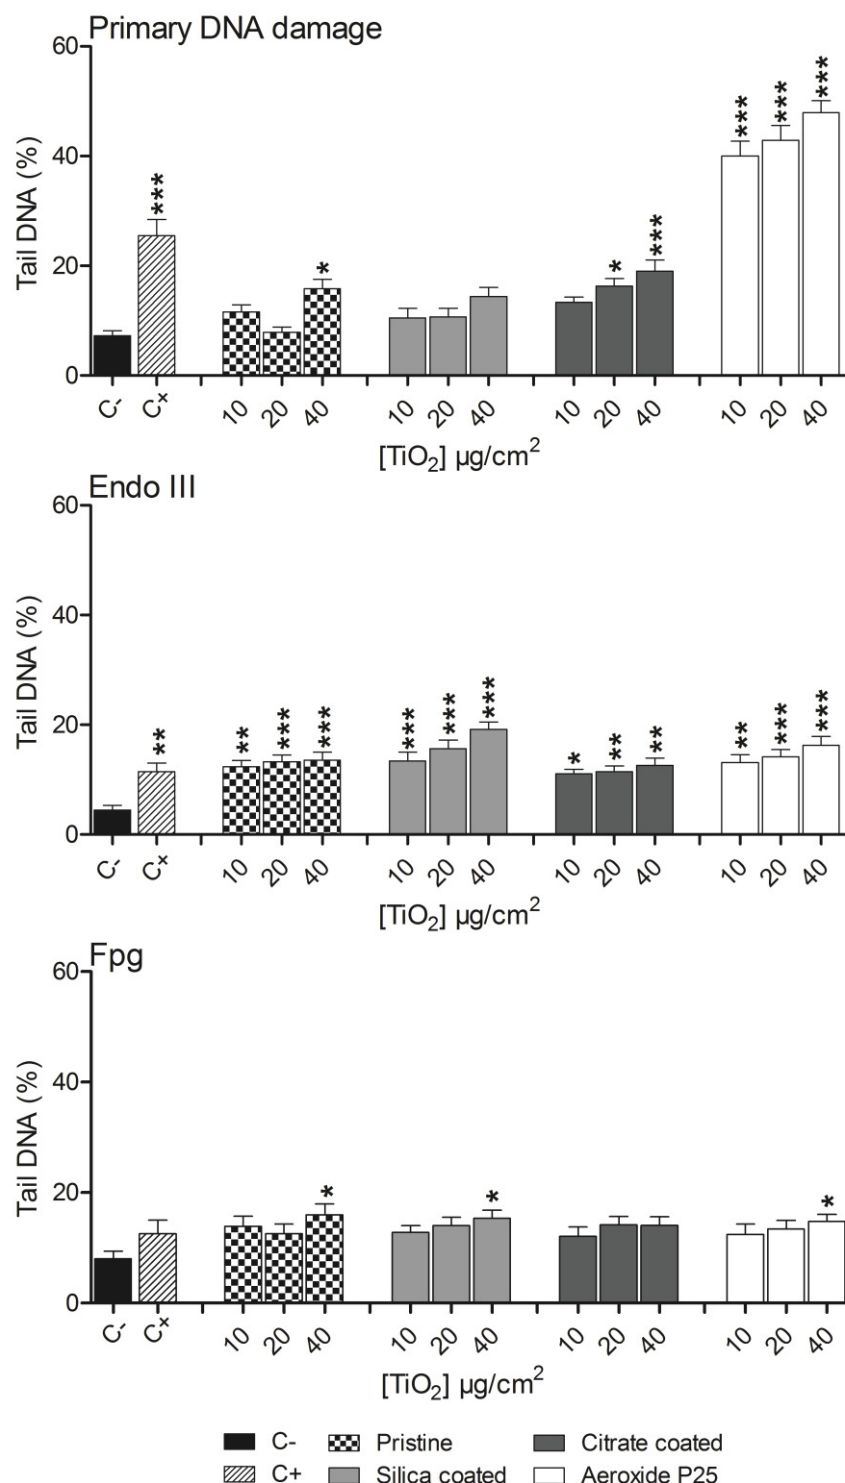 Primary DNA damage
60
40
20
0
Tail DNA (%)
***
*
*
***
***
***
***
C- C+ 10 20 40 10 20 40 10 20 40 10 20 40
[TiO₂] µg/cm²
Endo III
60
40
20
0
Tail DNA (%)
**
**
***
***
***
***
***
*
**
**
**
***
***
C- C+ 10 20 40 10 20 40 10 20 40 10 20 40
[TiO₂] µg/cm²
Fpg
60
40
20
0
Tail DNA (%)
*
*
*
C- C+ 10 20 40 10 20 40 10 20 40 10 20 40
[TiO₂] µg/cm²
C- Pristine Citrate coated
C+ Silica coated Aeroxide P25